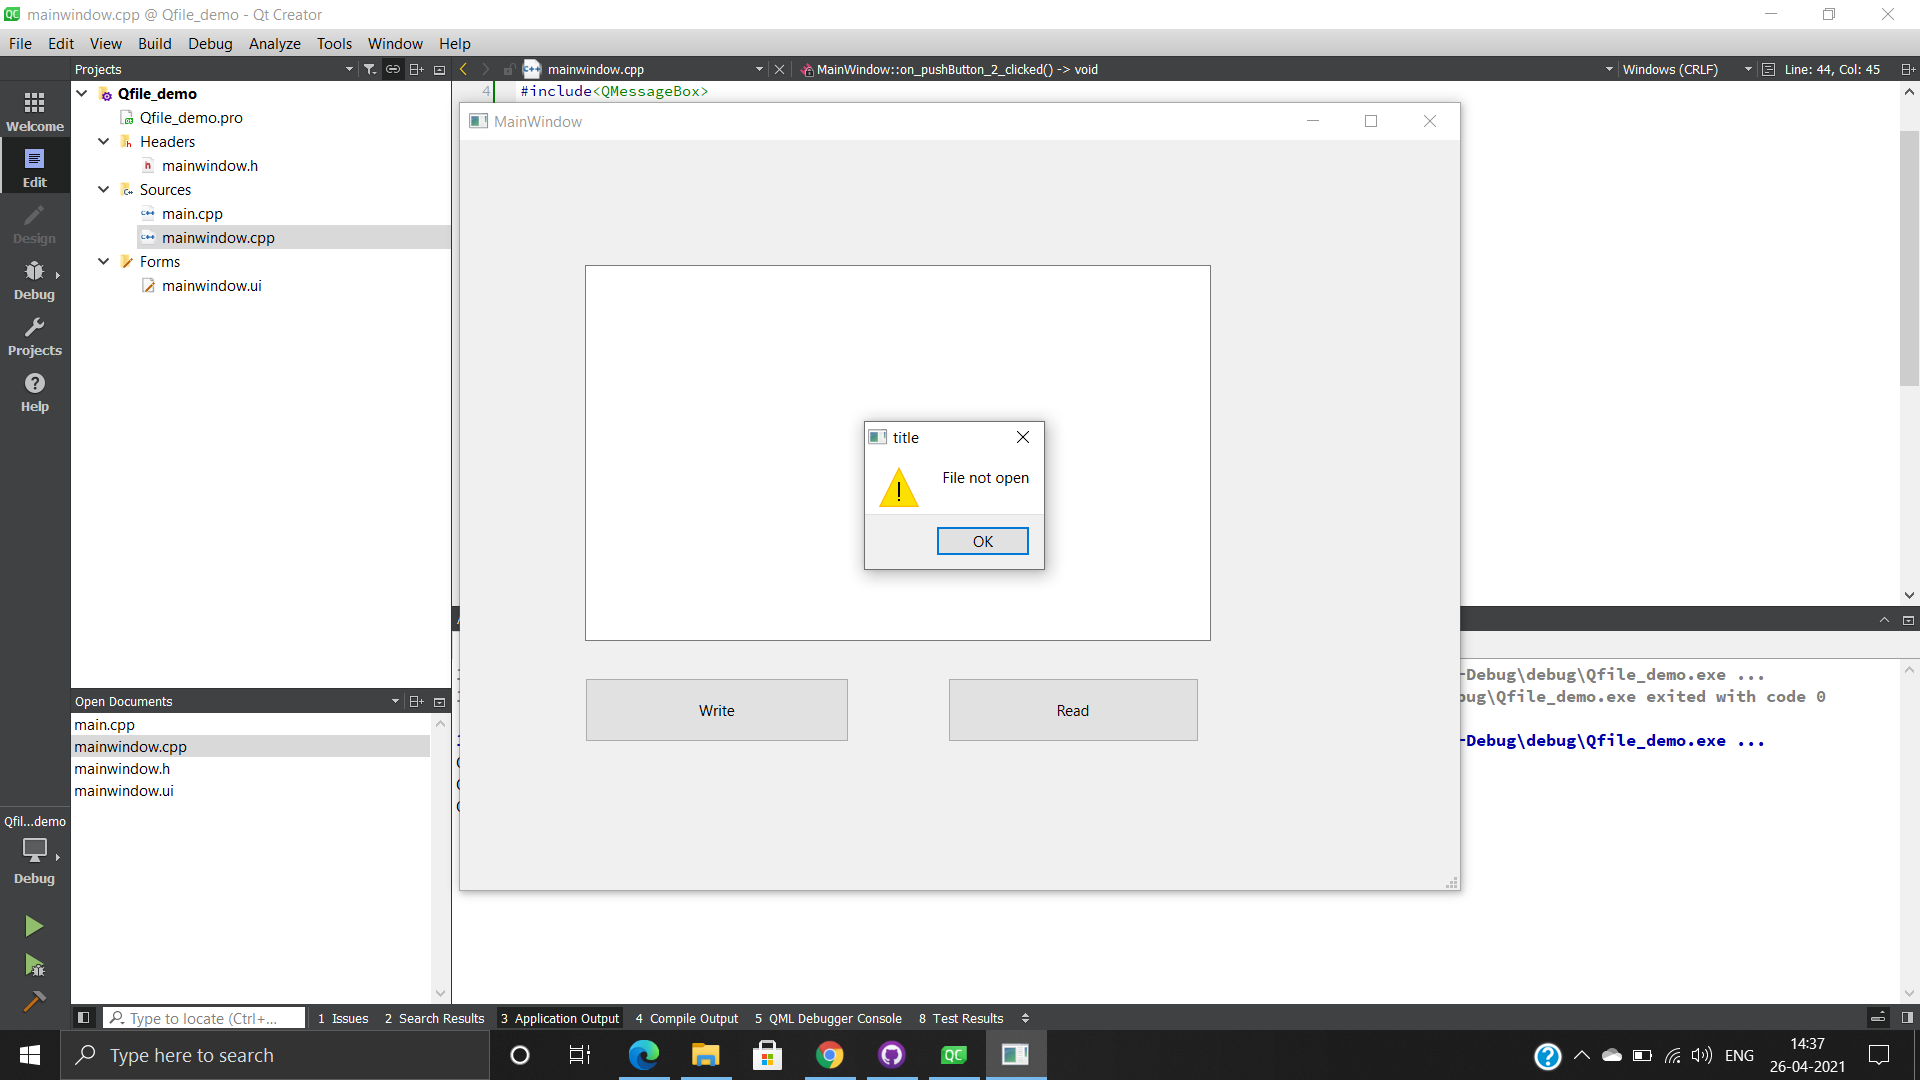 mainwindow.cpp @ Qfile_demo - Qt Creator
File Edit View Build Debug Analyze Tools Window Help
Projects
mainwindow.cpp
MainWindow::on_pushButton_2_clicked() -> void
Windows (CRLF)
Line: 44, Col: 45
Welcome
Edit
Design
Debug
Projects
Help
Qfile_demo
Qfile_demo.pro
Headers
mainwindow.h
Sources
main.cpp
mainwindow.cpp
Forms
mainwindow.ui
4 #include<QMessageBox>
MainWindow
title
File not open
OK
Write
Read
-Debug\debug\Qfile_demo.exe ...
bug\Qfile_demo.exe exited with code 0
-Debug\debug\Qfile_demo.exe ...
Open Documents
main.cpp
mainwindow.cpp
mainwindow.h
mainwindow.ui
Qfil...demo
Debug
Type to locate (Ctrl+...
1 Issues
2 Search Results
3 Application Output
4 Compile Output
5 QML Debugger Console
8 Test Results
Type here to search
ENG
14:37
26-04-2021